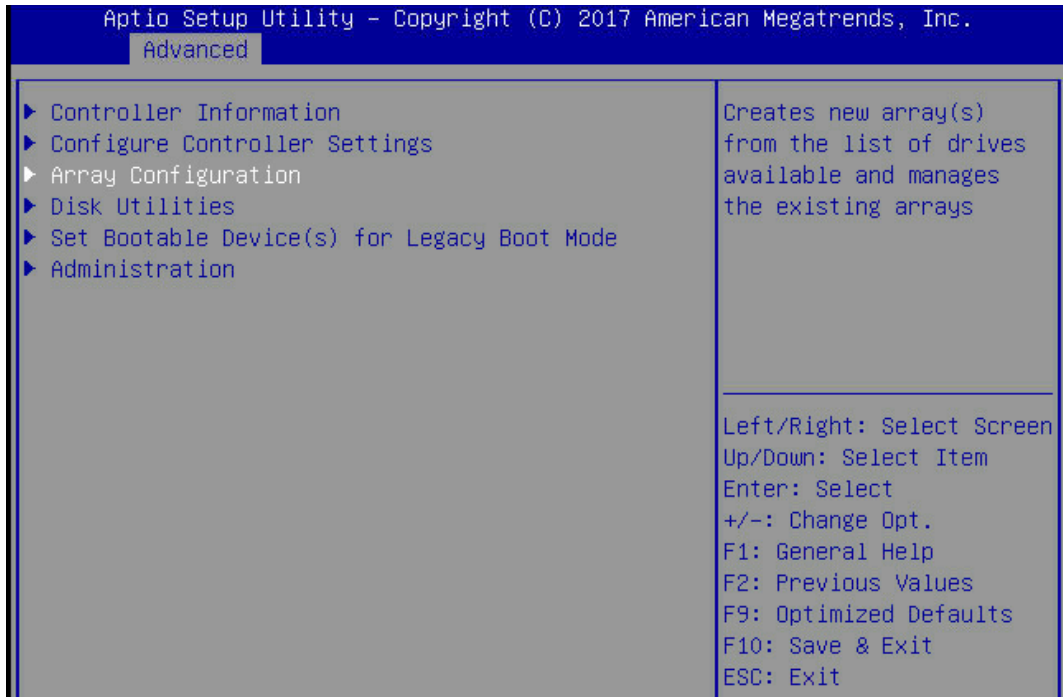 Aptio Setup Utility – Copyright (C) 2017 American Megatrends, Inc.
Advanced
Controller Information
Configure Controller Settings
Array Configuration
Disk Utilities
Set Bootable Device(s) for Legacy Boot Mode
Administration
Creates new array(s)
from the list of drives
available and manages
the existing arrays
Left/Right: Select Screen
Up/Down: Select Item
Enter: Select
+/-: Change Opt.
F1: General Help
F2: Previous Values
F9: Optimized Defaults
F10: Save & Exit
ESC: Exit